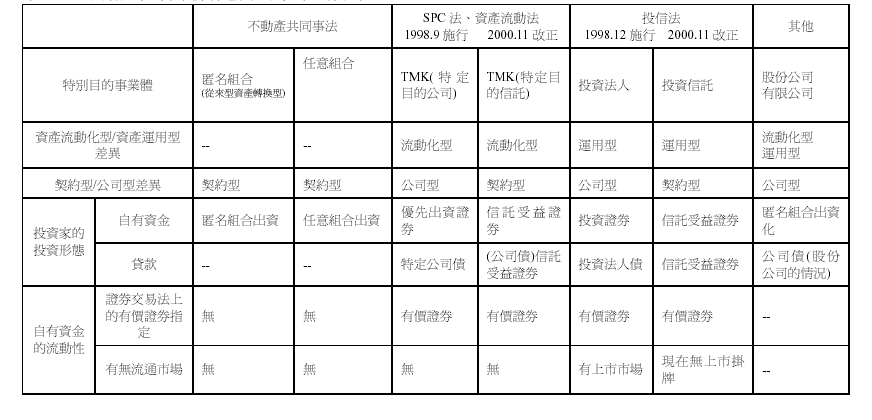 不動產共同事法
SPC 法、資產流動法
1998.9 施行 2000.11 改正
投信法
1998.12 施行 2000.11 改正
其他
特別目的事業體
匿名組合
(從來型資產轉換型)
任意組合
TMK( 特 定
目的公司)
TMK(特定目
的信託)
投資法人
投資信託
股份公司
有限公司
資產流動化型/資產運用型
差異
--
--
流動化型
流動化型
運用型
運用型
流動化型
運用型
契約型/公司型差異
契約型
契約型
公司型
契約型
公司型
契約型
公司型
投資家的
投資形態
自有資金
匿名組合出資
任意組合出資
優先出資證
券
信託受益證
券
投資證券
信託受益證券
匿名組合出資
化
貸款
--
--
特定公司債
(公司債)信託
受益證券
投資法人債
信託受益證券
公司債(股份
公司的情況)
自有資金
的流動性
證券交易法上
的有價證券指
定
無
無
有價證券
有價證券
有價證券
有價證券
--
有無流通市場
無
無
無
無
有上市市場
現在無上市掛
牌
--